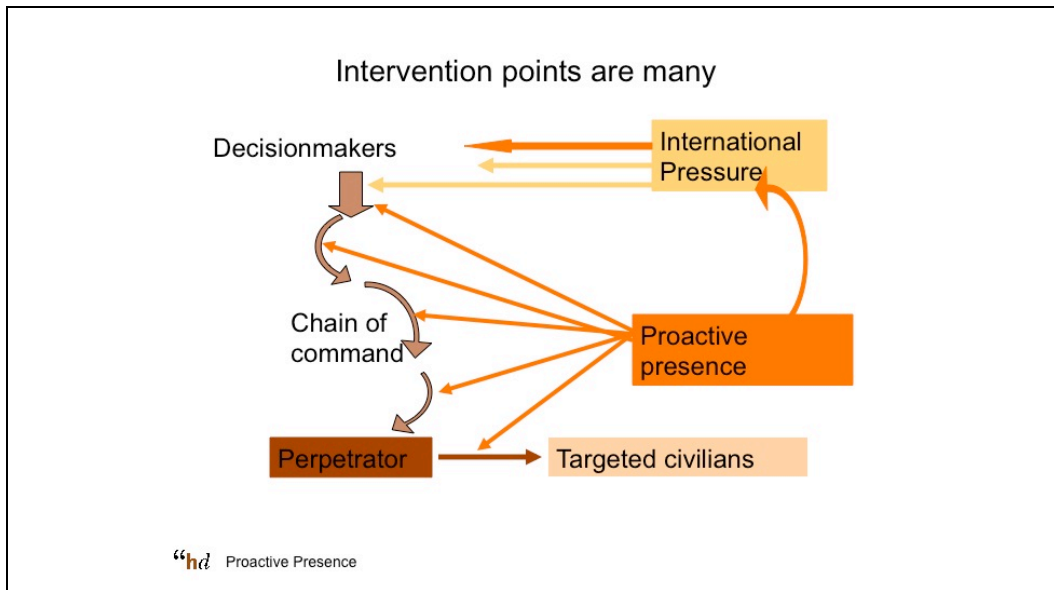 Intervention points are many
Decisionmakers
International
Pressure
Chain of
command
Proactive
presence
Perpetrator
Targeted civilians
“hd Proactive Presence